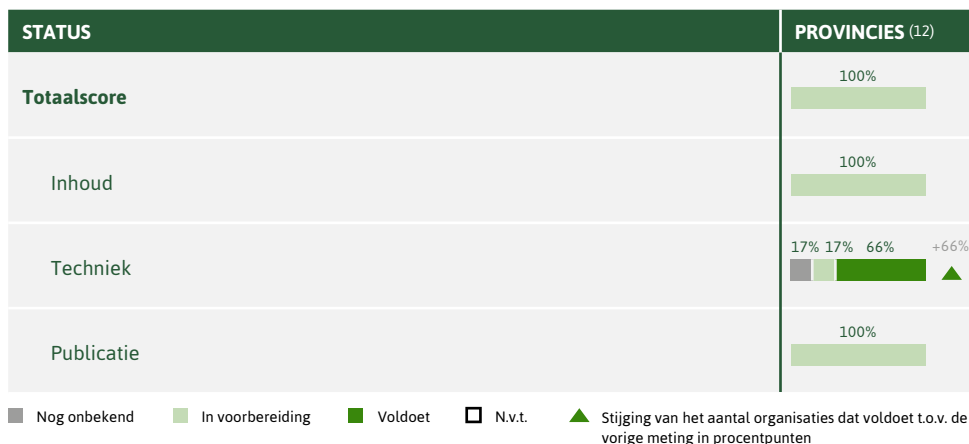 STATUS PROVINCIES (12)
100%
Totaalscore
100%
Inhoud
17% 17% 66% +66%
Techniek
100%
Publicatie
Nog onbekend In voorbereiding Voldoet N.v.t. Stijging van het aantal organisaties dat voldoet t.o.v. de
vorige meting in procentpunten